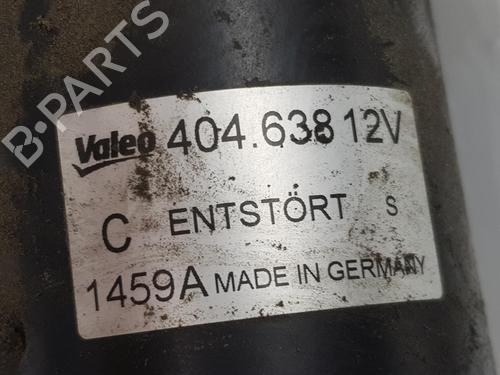 B-PARTS
Valeo 404.638 12V
C ENTSTÖRT S
1459A MADE IN GERMANY